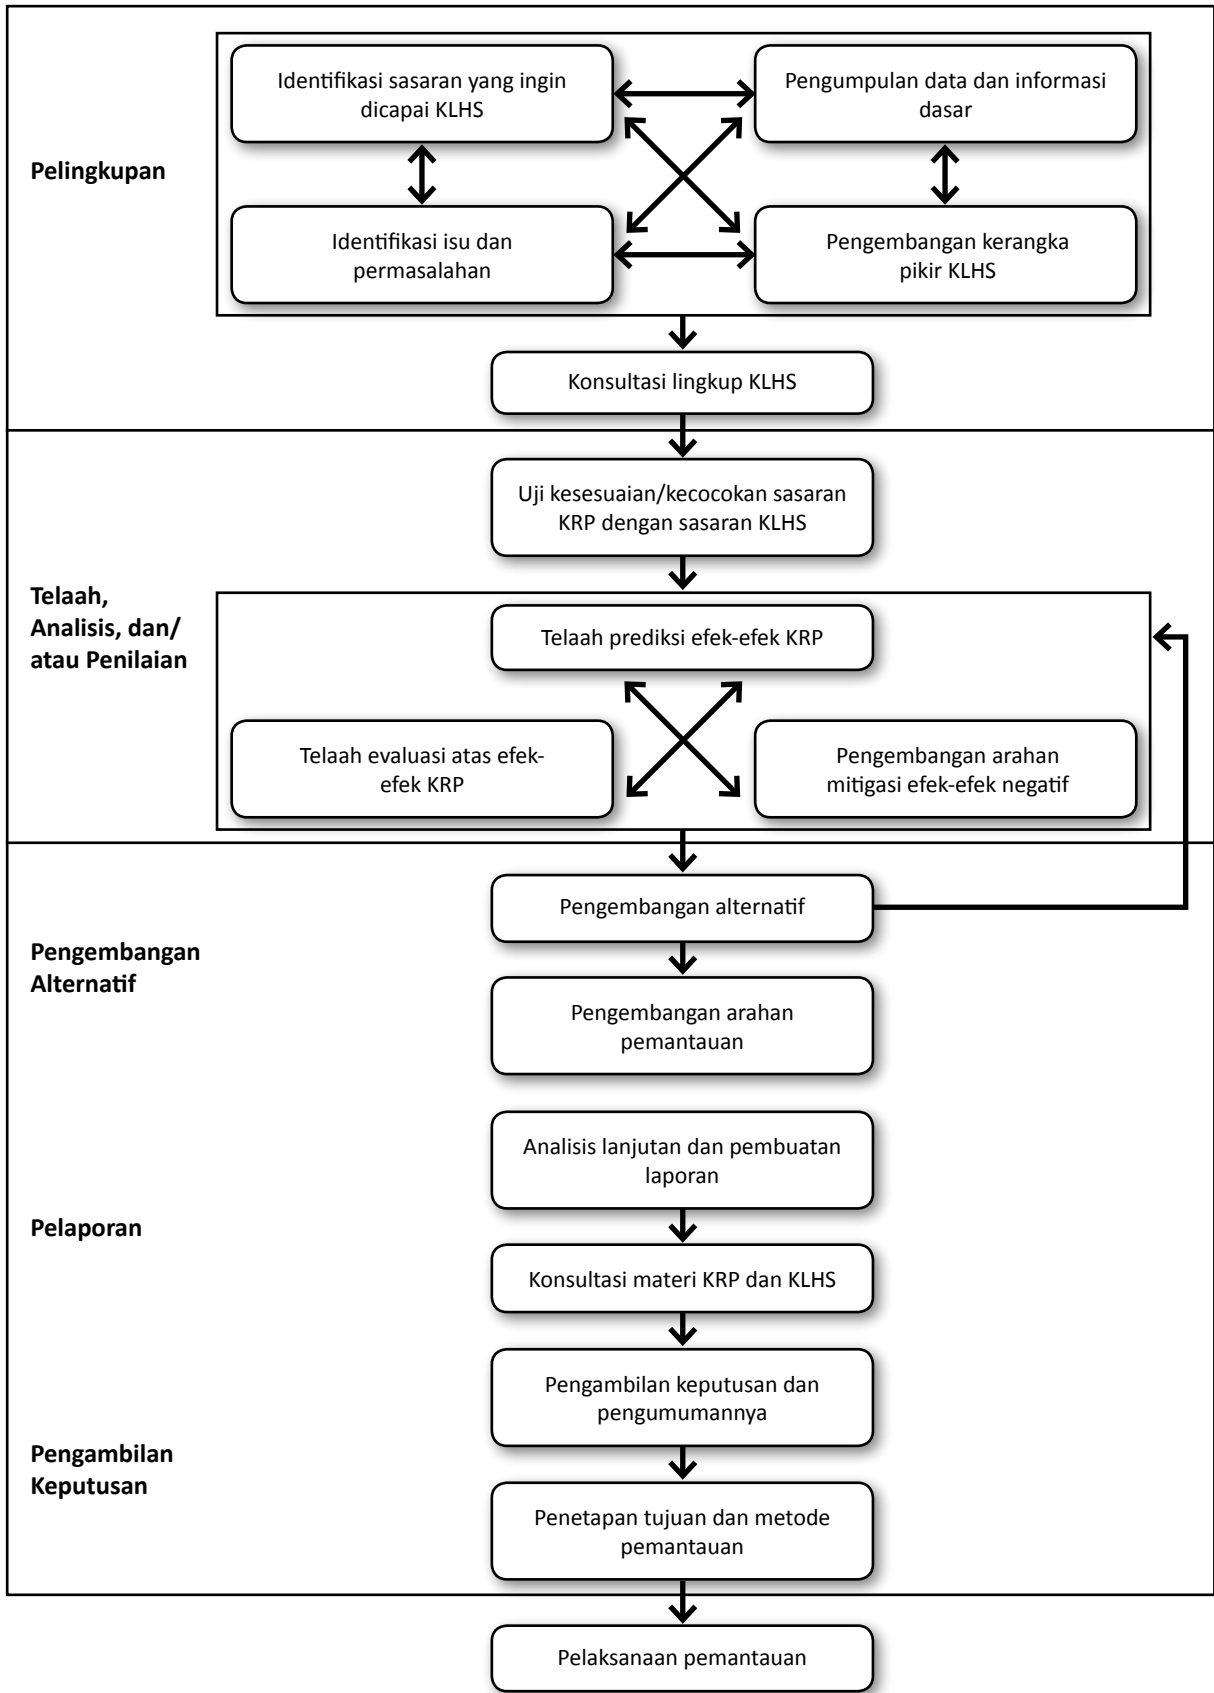 Pelingkupan
Identifikasi sasaran yang ingin
dicapai KLHS
Pengumpulan data dan informasi
dasar
Identifikasi isu dan
permasalahan
Pengembangan kerangka
pikir KLHS
Konsultasi lingkup KLHS
Telaah,
Analisis, dan/
atau Penilaian
Uji kesesuaian/kecocokan sasaran
KRP dengan sasaran KLHS
Telaah prediksi efek-efek KRP
Telaah evaluasi atas efek-
efek KRP
Pengembangan arahan
mitigasi efek-efek negatif
Pengembangan
Alternatif
Pengembangan alternatif
Pengembangan arahan
pemantauan
Pelaporan
Analisis lanjutan dan pembuatan
laporan
Konsultasi materi KRP dan KLHS
Pengambilan
Keputusan
Pengambilan keputusan dan
pengumumannya
Penetapan tujuan dan metode
pemantauan
Pelaksanaan pemantauan